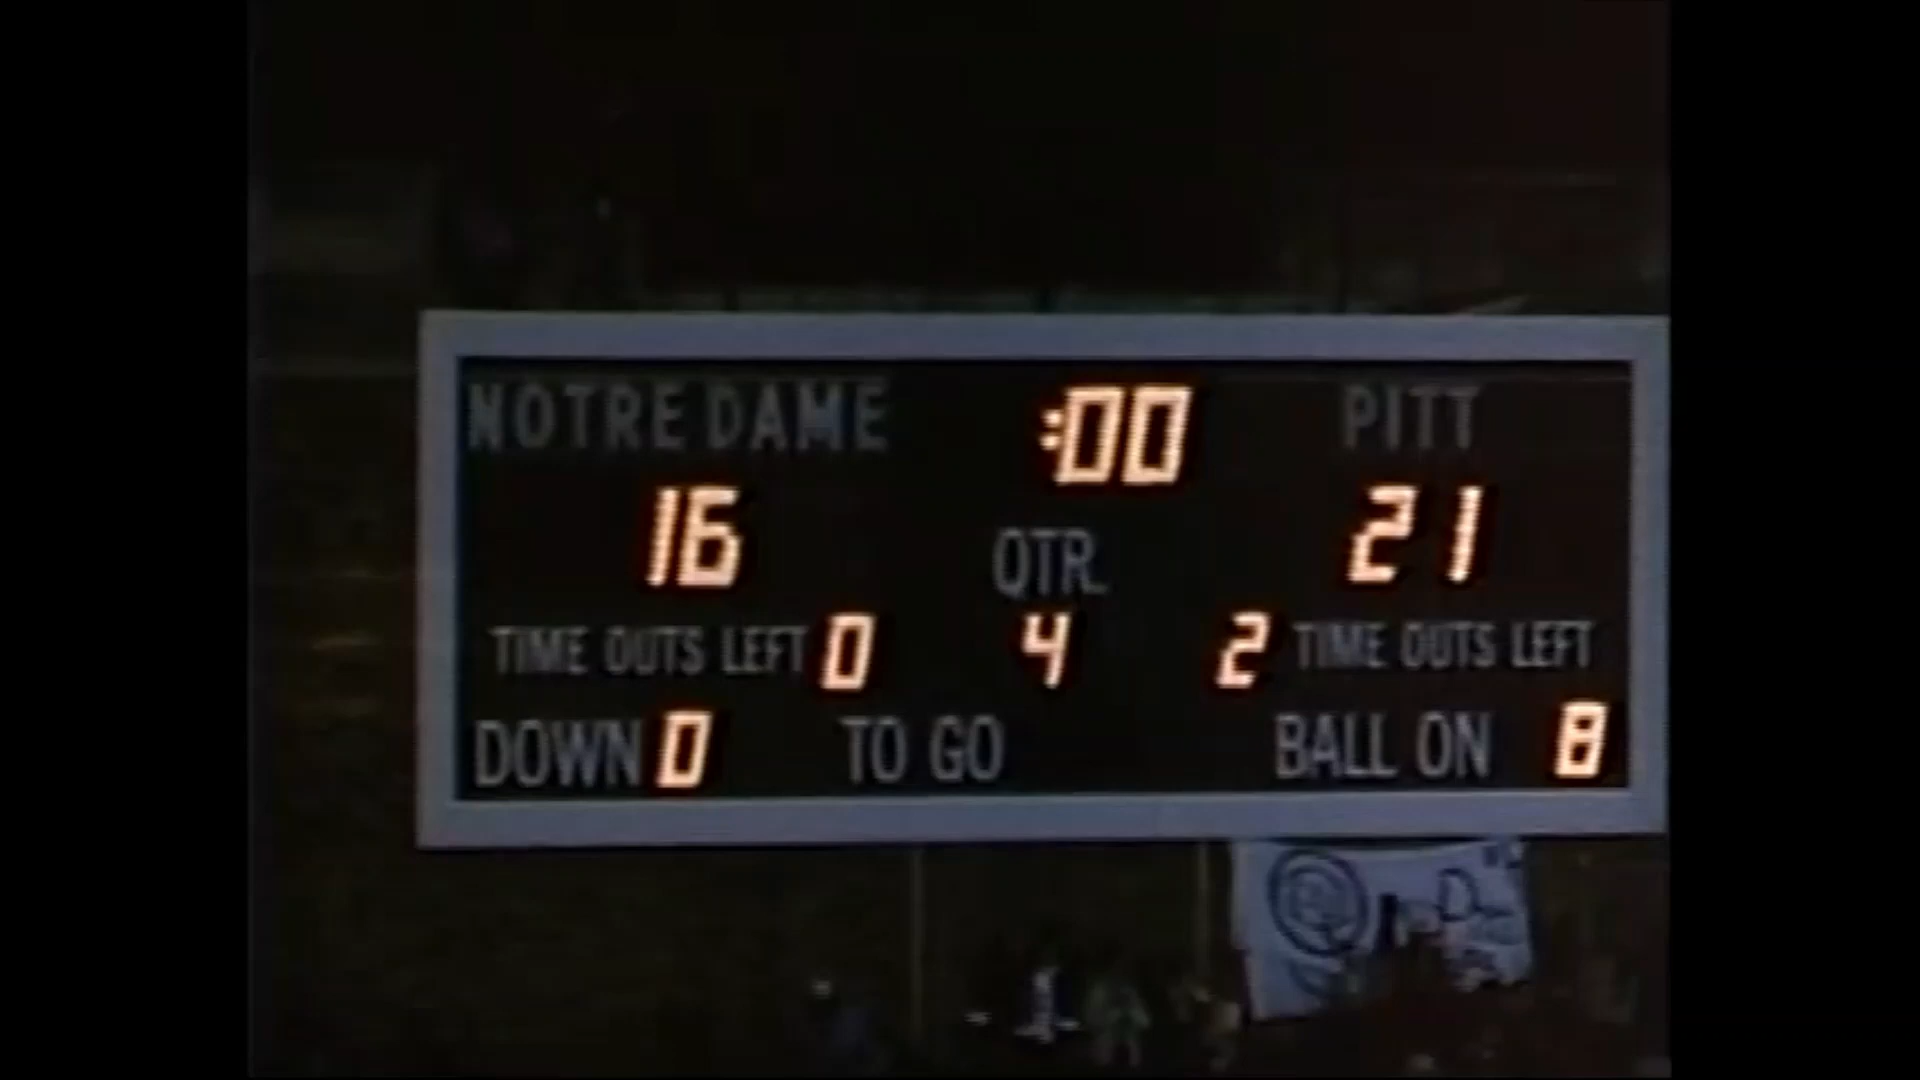 NOTRE DAME :00 PITT
16 21
QTR.
TIME OUTS LEFT 0 4 2 TIME OUTS LEFT
DOWN 0 TO GO BALL ON 8